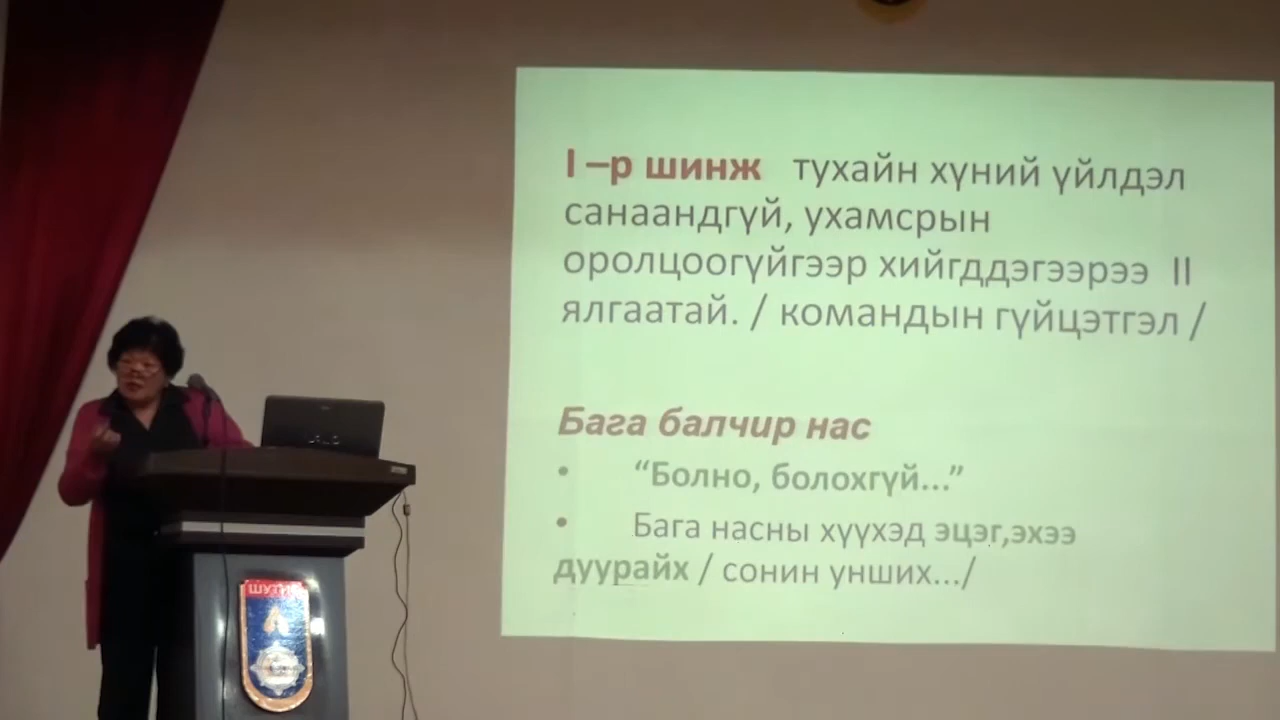 I –р шинж тухайн хүний үйлдэл
санаандгүй, ухамсрын
оролцоогүйгээр хийгддэгээрээ II
ялгаатай. / командын гүйцэтгэл /
Бага балчир нас
• “Болно, болохгүй...”
• Бага насны хүүхэд эцэг,эхээ
дуурайх / сонин унших.../
ШУТИС